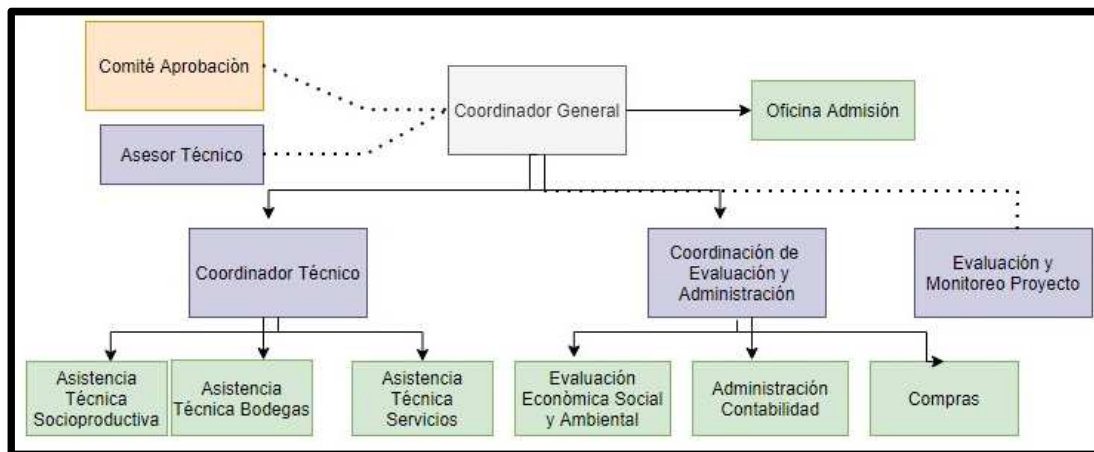 Comité Aprobaciòn
Coordinador General
Oficina Admisión
Asesor Técnico
Coordinador Técnico
Coordinación de
Evaluación y
Administración
Evaluación y
Monitoreo Proyecto
Asistencia
Técnica
Socioproductiva
Asistencia
Técnica Bodegas
Asistencia
Técnica
Servicios
Evaluación
Econòmica Social
y Ambiental
Administración
Contabilidad
Compras